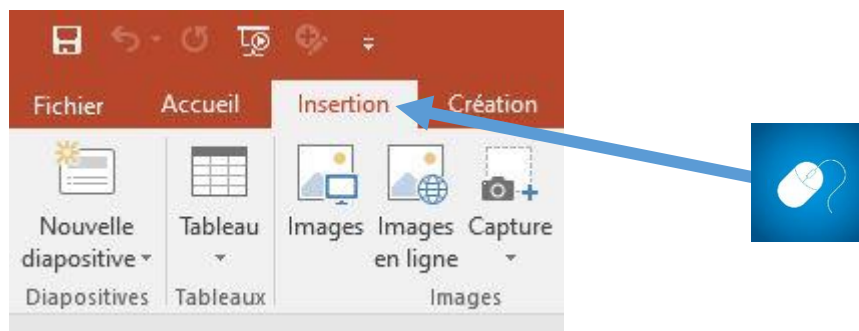 Fichier Accueil Insertion Création
Nouvelle diapositive
Tableau
Images
Images en ligne
Capture
Diapositives Tableaux Images